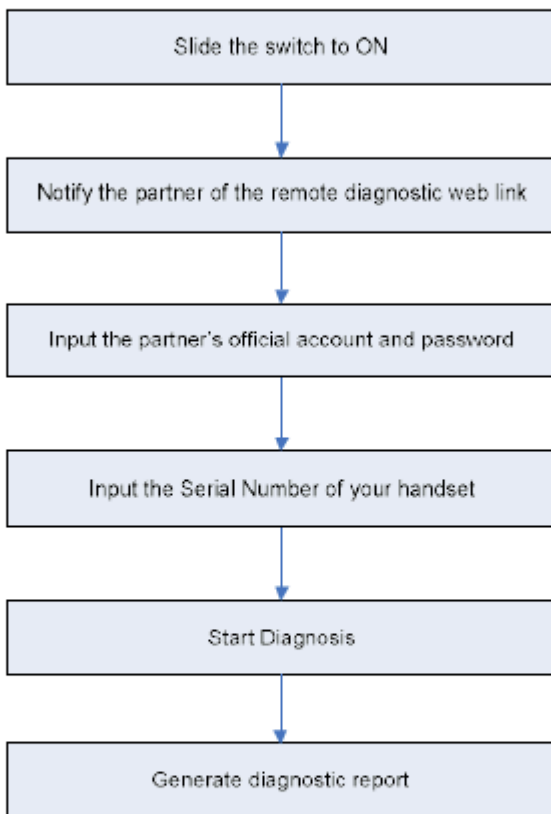 Slide the switch to ON
Notify the partner of the remote diagnostic web link
Input the partner's official account and password
Input the Serial Number of your handset
Start Diagnosis
Generate diagnostic report